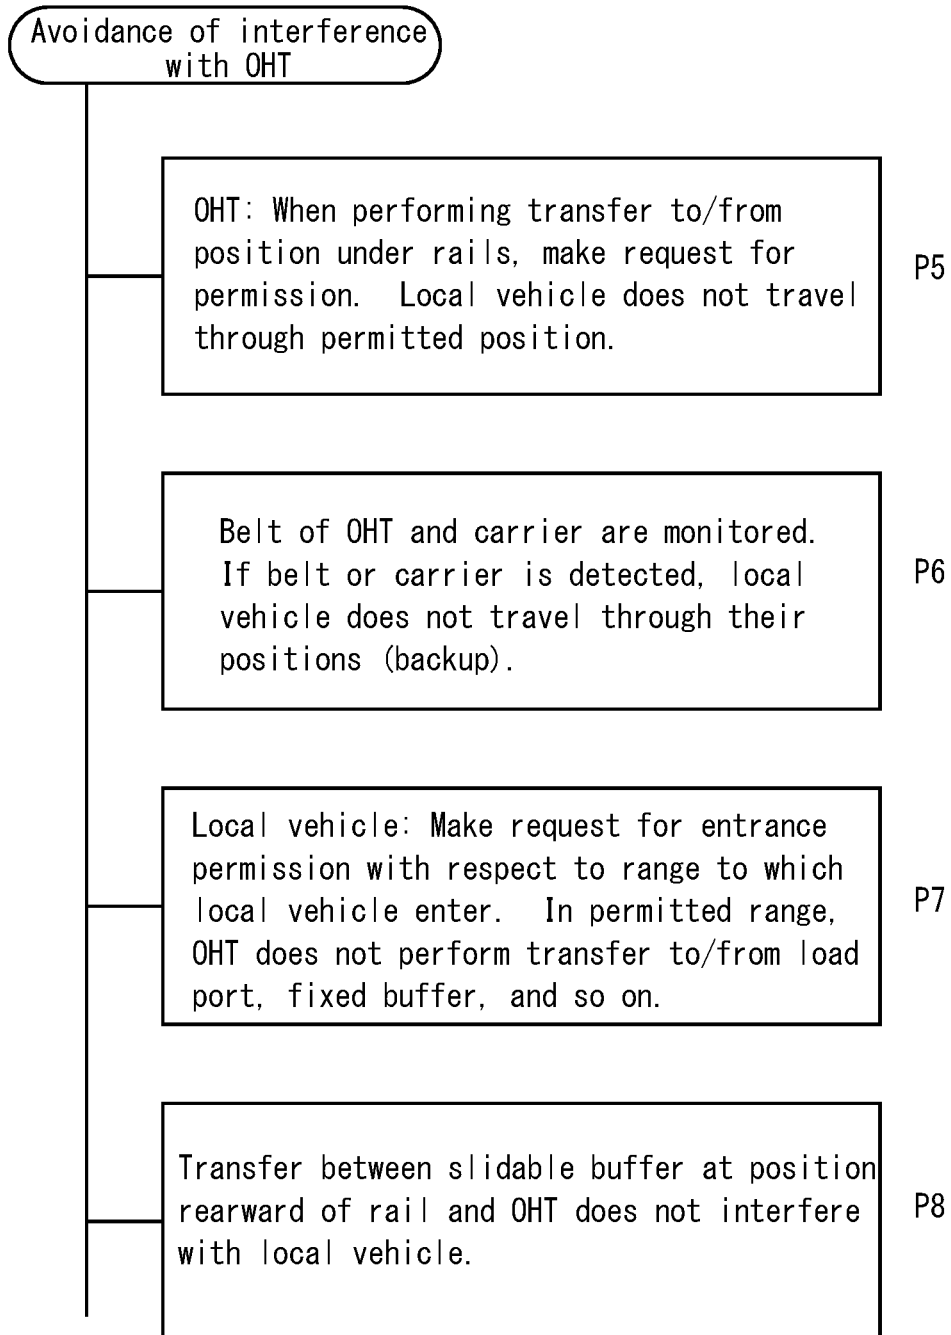 Avoidance of interference
with OHT
OHT: When performing transfer to/from
position under rails, make request for
permission. Local vehicle does not travel
through permitted position.
P5
Belt of OHT and carrier are monitored.
If belt or carrier is detected, local
vehicle does not travel through their
positions (backup).
P6
Local vehicle: Make request for entrance
permission with respect to range to which
local vehicle enter. In permitted range,
OHT does not perform transfer to/from load
port, fixed buffer, and so on.
P7
Transfer between slidable buffer at position
rearward of rail and OHT does not interfere
with local vehicle.
P8